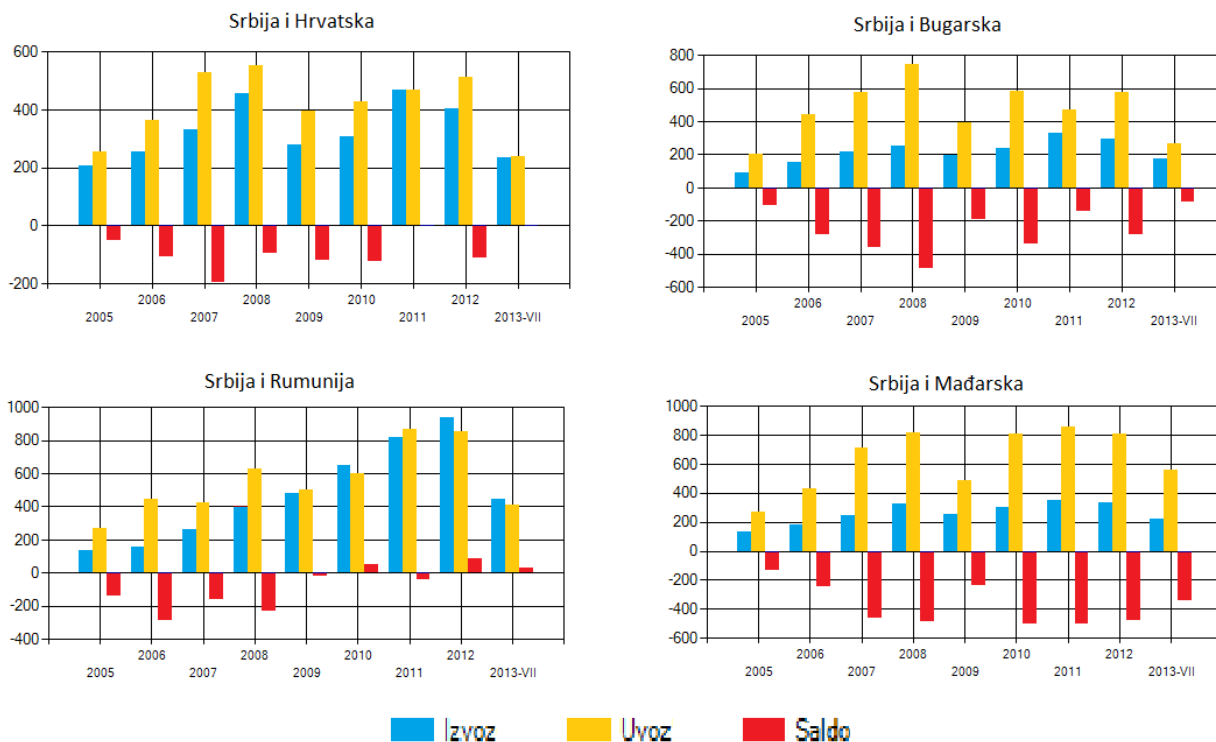 Srbija i Hrvatska
600
400
200
0
-200
2006 2008 2010 2012
2005 2007 2009 2011 2013-VII
Srbija i Bugarska
800
600
400
200
0
-200
-400
-600
2006 2008 2010 2012
2005 2007 2009 2011 2013-VII
Srbija i Rumunija
1000
800
600
400
200
0
-200
-400
2006 2008 2010 2012
2005 2007 2009 2011 2013-VII
Srbija i Mađarska
1000
800
600
400
200
0
-200
-400
-600
2006 2008 2010 2012
2005 2007 2009 2011 2013-VII
Izvoz Uvoz Saldo